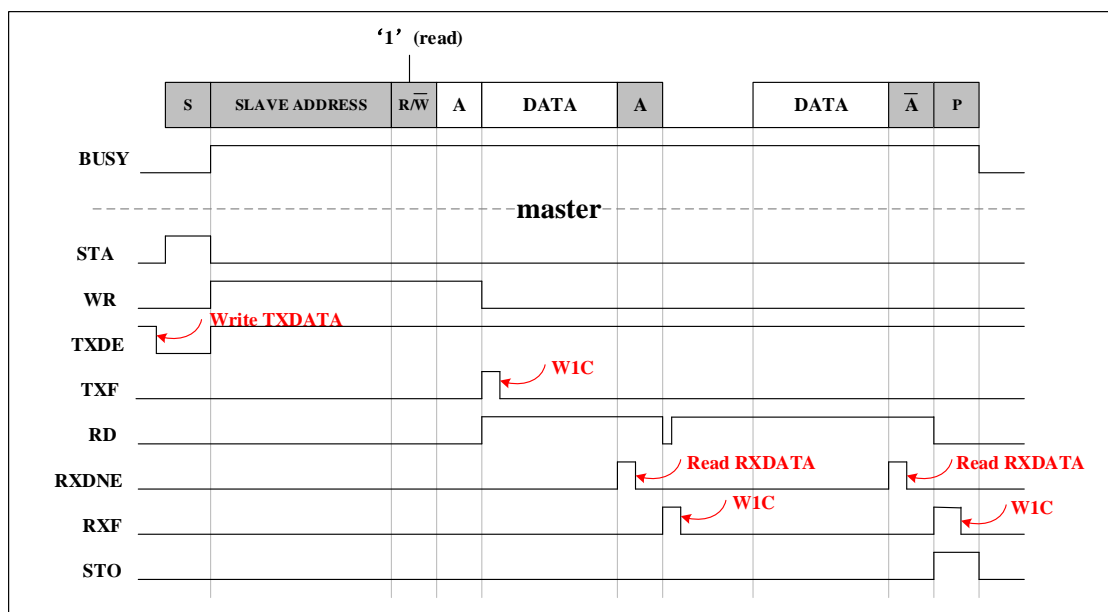 ‘1’ (read)
S SLAVE ADDRESS R/W̅ A DATA A DATA A̅ P
BUSY
master
STA
WR
Write TXDATA
TXDE
W1C
TXF
RD
Read RXDATA Read RXDATA
RXDNE
W1C W1C
RXF
STO